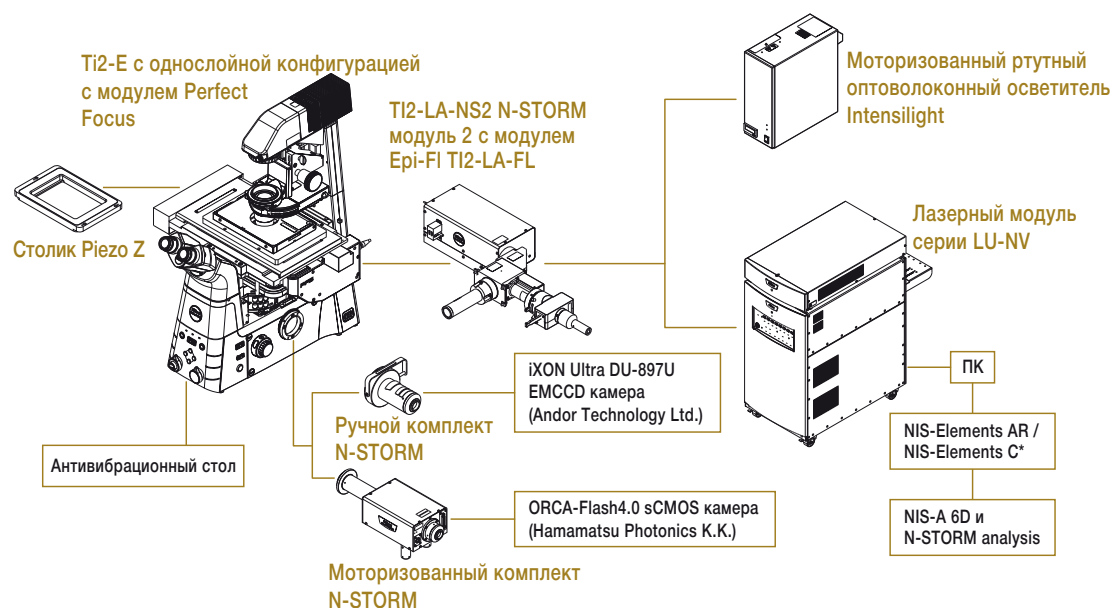 Ti2-E с однослойной конфигурацией
с модулем Perfect
Focus
TI2-LA-NS2 N-STORM
модуль 2 с модулем
Epi-Fl TI2-LA-FL
Моторизованный ртутный
оптоволоконный осветитель
Intensilight
Столик Piezo Z
Лазерный модуль
серии LU-NV
iXON Ultra DU-897U
EMCCD камера
(Andor Technology Ltd.)
Ручной комплект
N-STORM
Антивибрационный стол
ORCA-Flash4.0 sCMOS камера
(Hamamatsu Photonics K.K.)
Моторизованный комплект
N-STORM
ПК
NIS-Elements AR /
NIS-Elements C*
NIS-A 6D и
N-STORM analysis